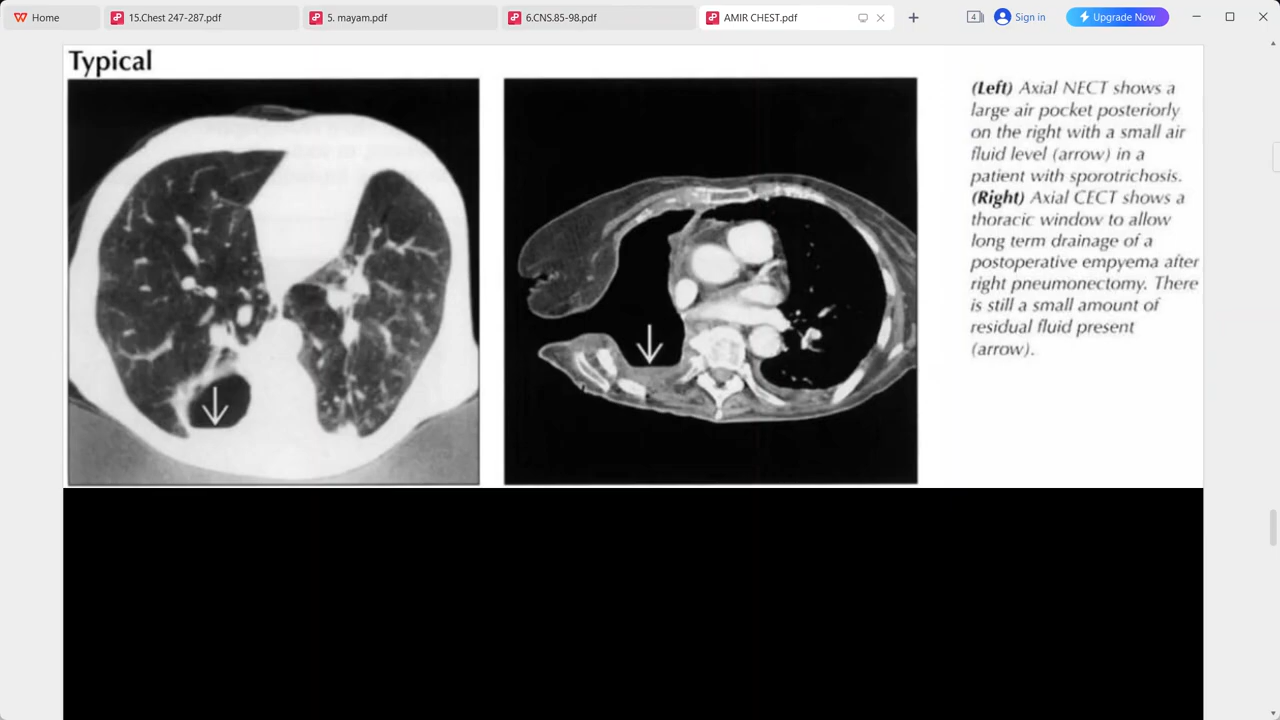 Home
15.Chest 247-287.pdf
5. mayam.pdf
6.CNS.85-98.pdf
AMIR CHEST.pdf
4
Sign in
Upgrade Now
Typical
(Left) Axial NECT shows a
large air pocket posteriorly
on the right with a small air
fluid level (arrow) in a
patient with sporotrichosis.
(Right) Axial CECT shows a
thoracic window to allow
long term drainage of a
postoperative empyema after
right pneumonectomy. There
is still a small amount of
residual fluid present
(arrow).